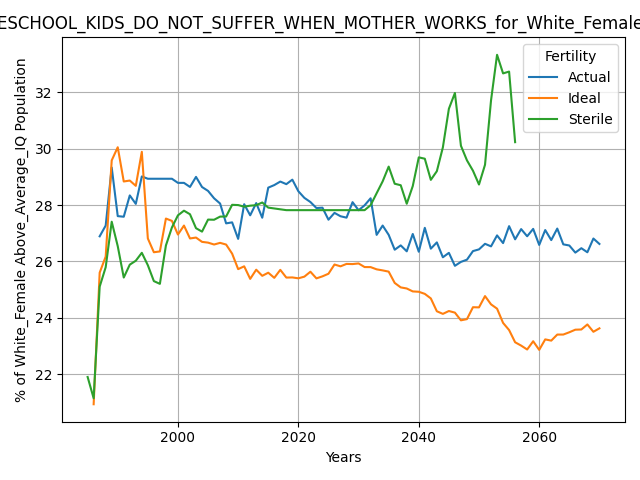 ESCHOOL_KIDS_DO_NOT_SUFFER_WHEN_MOTHER_WORKS_for_White_Female
% of White_Female Above_Average_IQ Population
32
30
28
26
24
22
Fertility
Actual
Ideal
Sterile
2000
2020
2040
2060
Years